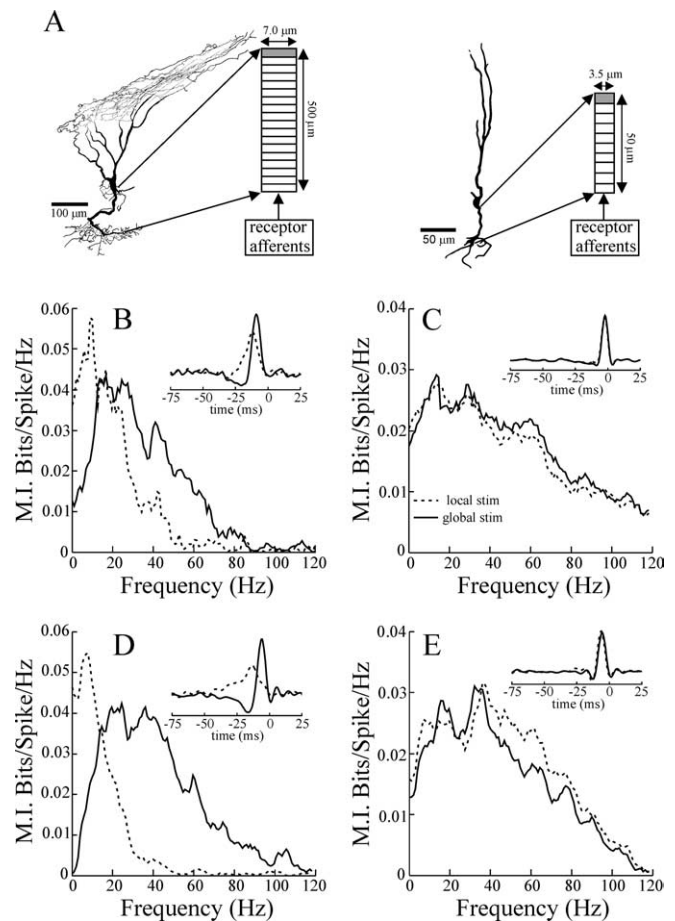 A
7.0 µm
500 µm
100 µm
receptor
afferents
3.5 µm
50 µm
50 µm
receptor
afferents
B
M.I. Bits/Spike/Hz
0.06
0.05
0.04
0.03
0.02
0.01
0
0 20 40 60 80 100 120
Frequency (Hz)
-75 -50 -25 0 25
time (ms)
C
M.I. Bits/Spike/Hz
0.04
0.03
0.02
0.01
0
0 20 40 60 80 100 120
Frequency (Hz)
-75 -50 -25 0 25
time (ms)
local stim
global stim
D
M.I. Bits/Spike/Hz
0.06
0.05
0.04
0.03
0.02
0.01
0
0 20 40 60 80 100 120
Frequency (Hz)
-75 -50 -25 0 25
time (ms)
E
M.I. Bits/Spike/Hz
0.04
0.03
0.02
0.01
0
0 20 40 60 80 100 120
Frequency (Hz)
-75 -50 -25 0 25
time (ms)